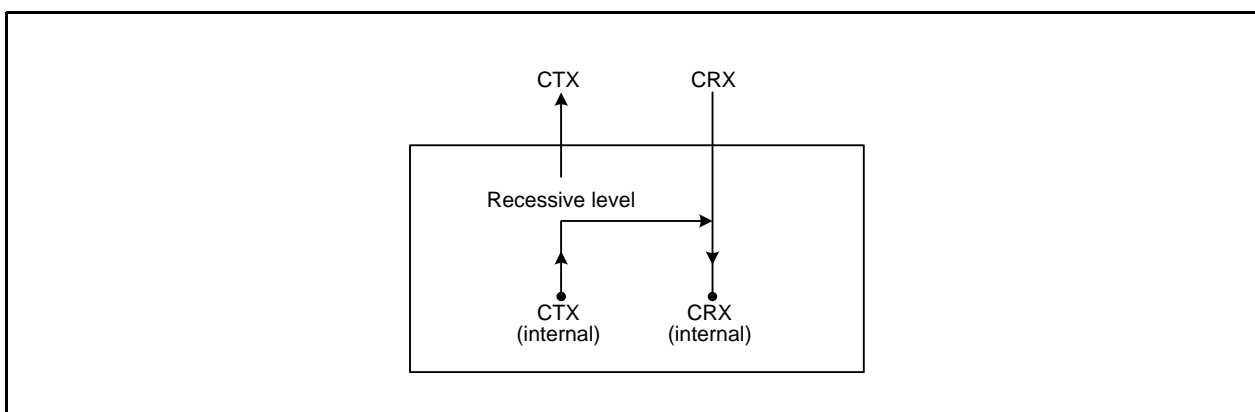 CTX CRX
Recessive level
CTX CRX
(internal) (internal)